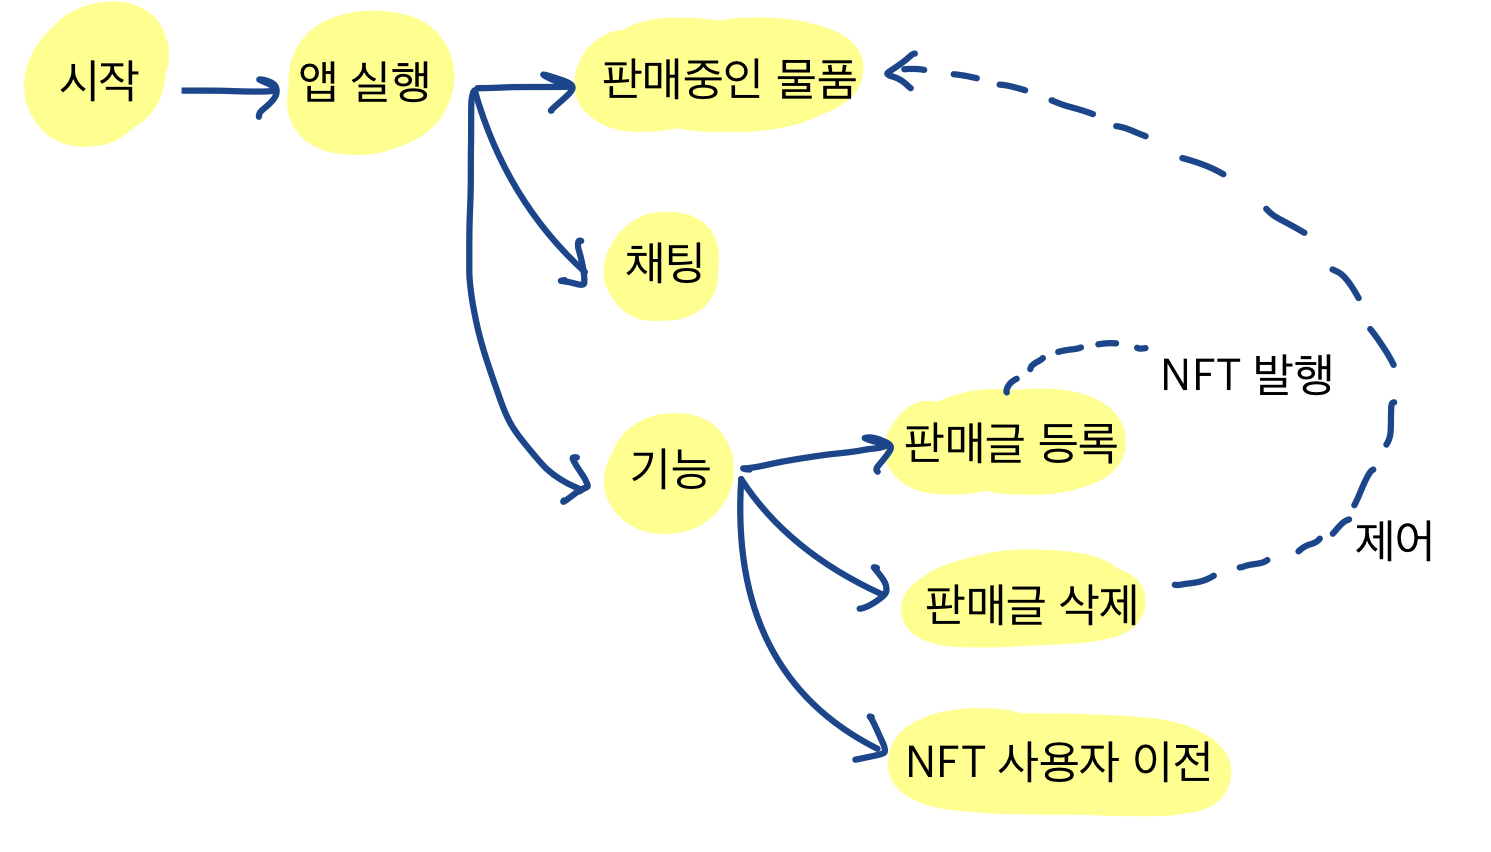 시작
앱 실행
판매중인 물품
채팅
기능
NFT 발행
판매글 등록
제어
판매글 삭제
NFT 사용자 이전